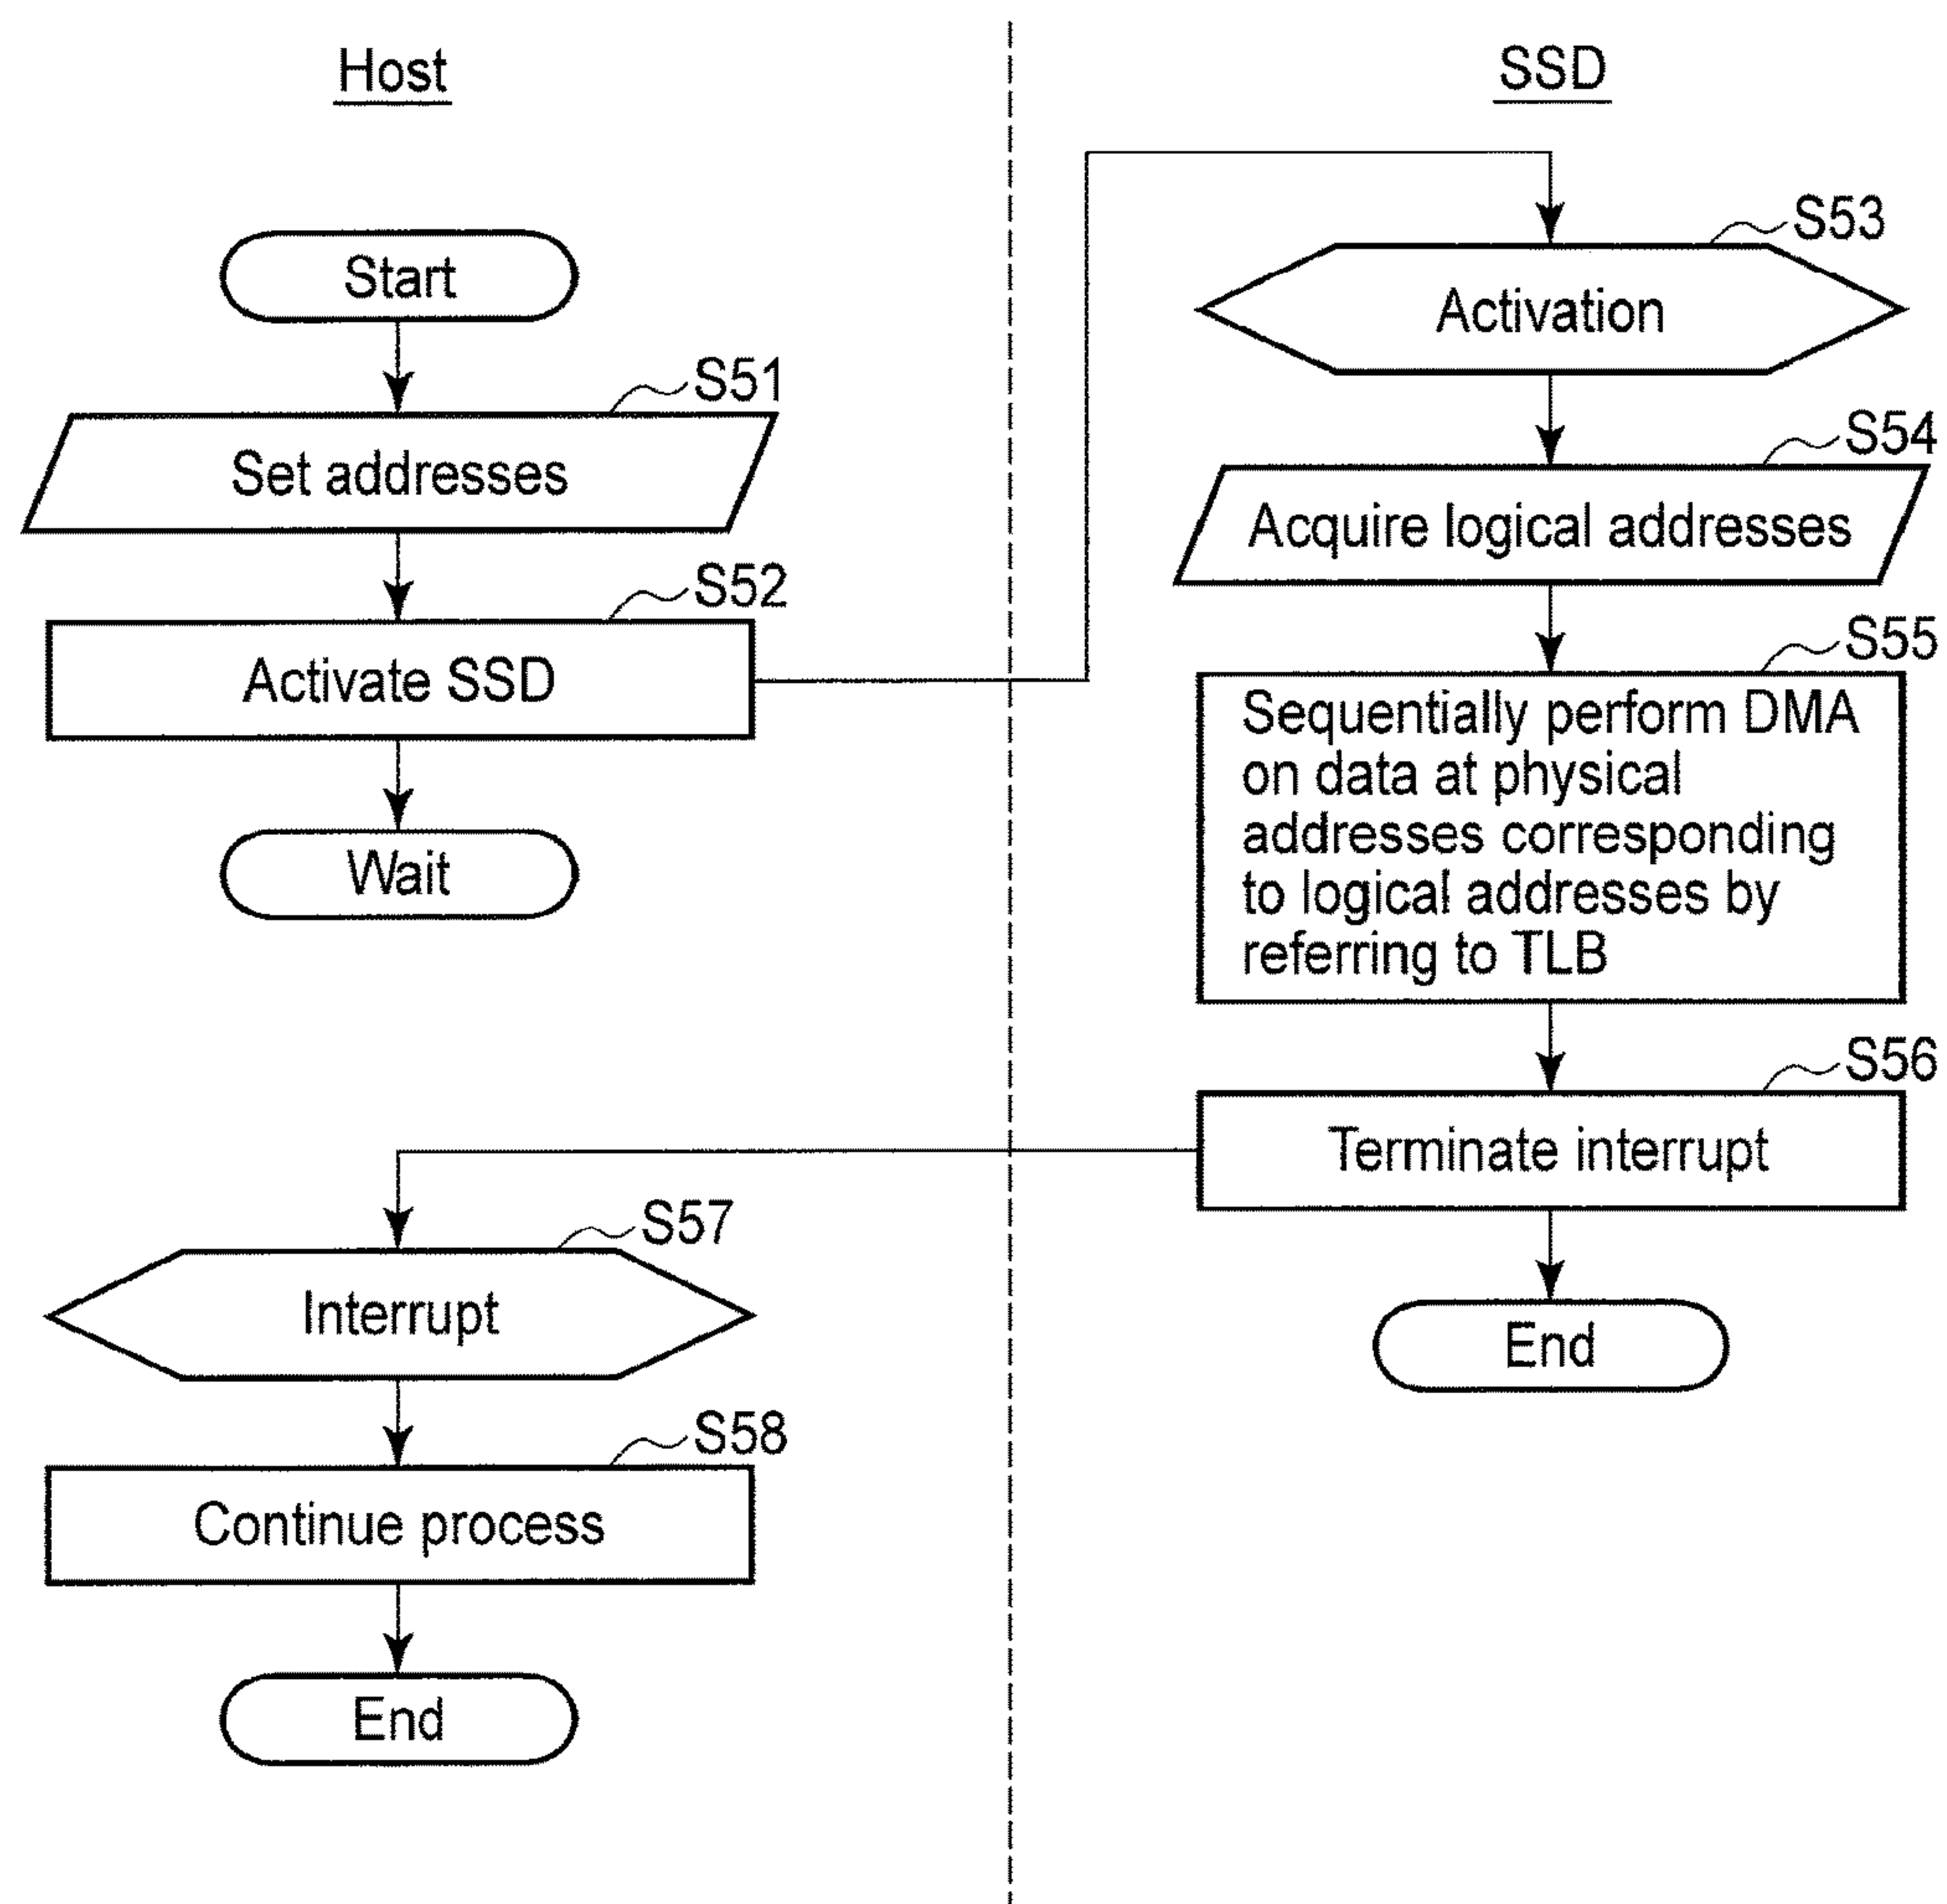 Host
Start
S51
Set addresses
S52
Activate SSD
Wait
SSD
S53
Activation
S54
Acquire logical addresses
S55
Sequentially perform DMA
on data at physical
addresses corresponding
to logical addresses by
referring to TLB
S56
Terminate interrupt
End
S57
Interrupt
S58
Continue process
End